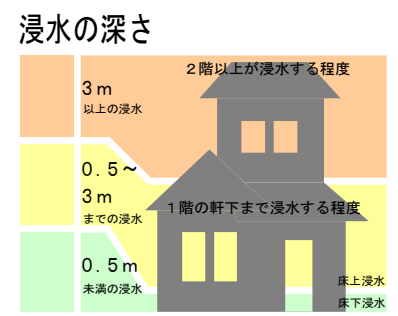 浸水の深さ
2階以上が浸水する程度
3m
以上の浸水
0.5～
3m
までの浸水
1階の軒下まで浸水する程度
0.5m
未満の浸水
床上浸水
床下浸水